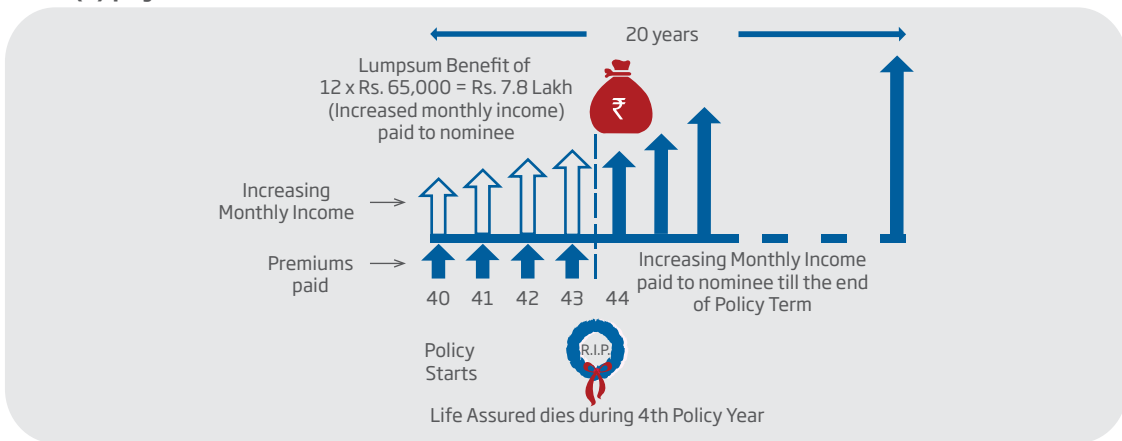 20 years
Lumpsum Benefit of
12 x Rs. 65,000 = Rs. 7.8 Lakh
(Increased monthly income)
paid to nominee
₹
Increasing
Monthly Income
Premiums
paid
40 41 42 43 44
Increasing Monthly Income
paid to nominee till the end
of Policy Term
Policy
Starts
R.I.P.
Life Assured dies during 4th Policy Year